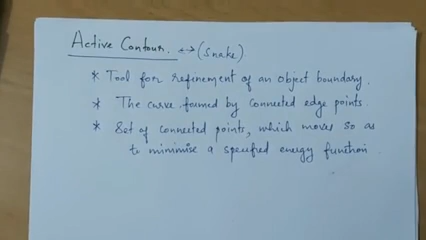 Active Contour. ↔ (Snake).
* Tool for refinement of an object boundary.
* The curve formed by connected edge points.
* Set of connected points, which moves so as
to minimise a specified energy function.